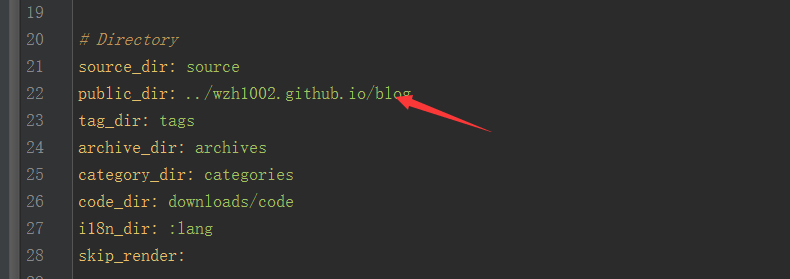 19
20 # Directory
21 source_dir: source
22 public_dir: ../wzh1002.github.io/blog
23 tag_dir: tags
24 archive_dir: archives
25 category_dir: categories
26 code_dir: downloads/code
27 i18n_dir: :lang
28 skip_render: